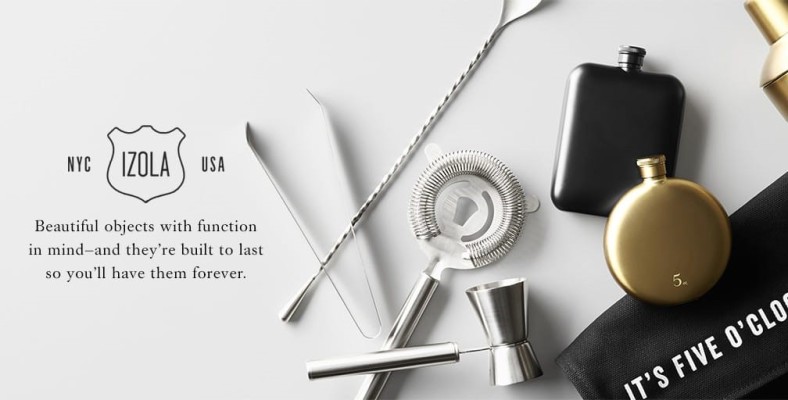 NYC IZOLA USA
Beautiful objects with function
in mind–and they're built to last
so you'll have them forever.
5
IT'S FIVE O'CLO